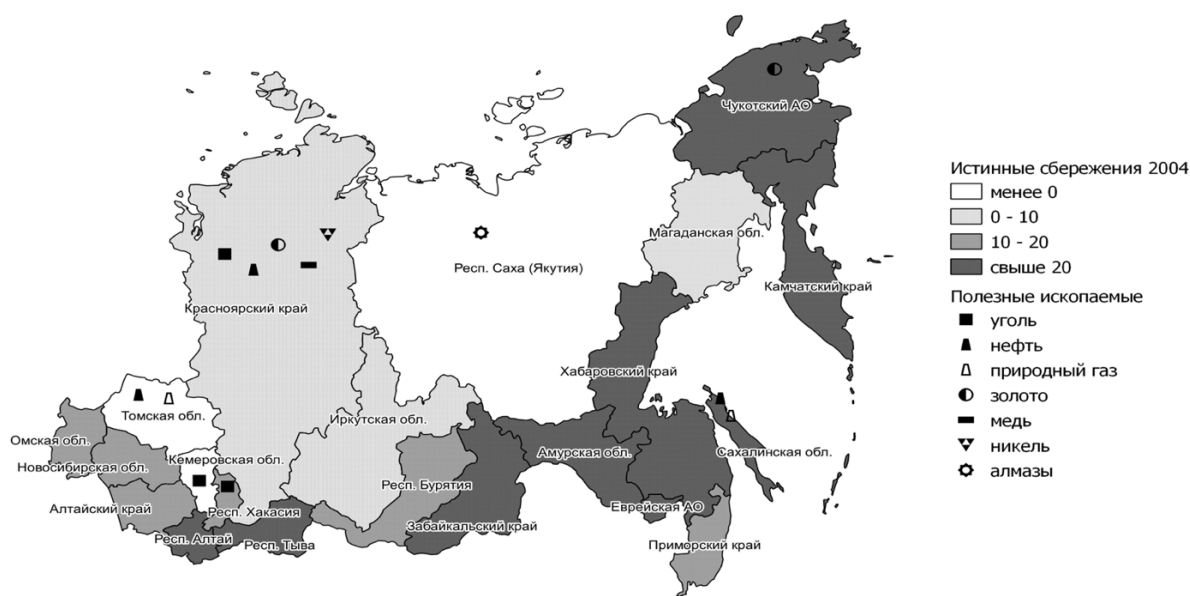 Чукотский АО
Магаданская обл.
Респ. Саха (Якутия)
Камчатский край
Красноярский край
Хабаровский край
Томская обл.
Иркутская обл.
Омская обл.
Кемеровская обл.
Амурская обл.
Сахалинская обл.
Новосибирская обл.
Респ. Бурятия
Алтайский край
Респ. Хакасия
Еврейская АО
Забайкальский край
Респ. Алтай
Респ. Тыва
Приморский край
Истинные сбережения 2004
менее 0
0 - 10
10 - 20
свыше 20
Полезные ископаемые
уголь
нефть
природный газ
золото
медь
никель
алмазы